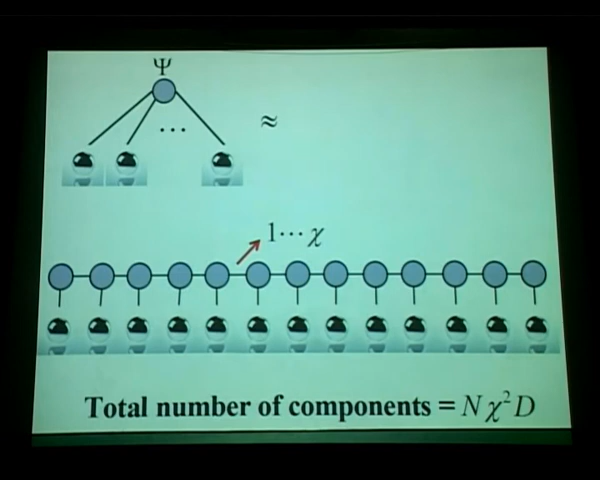 Ψ
...
≈
1⋯χ
Total number of components = Nχ²D